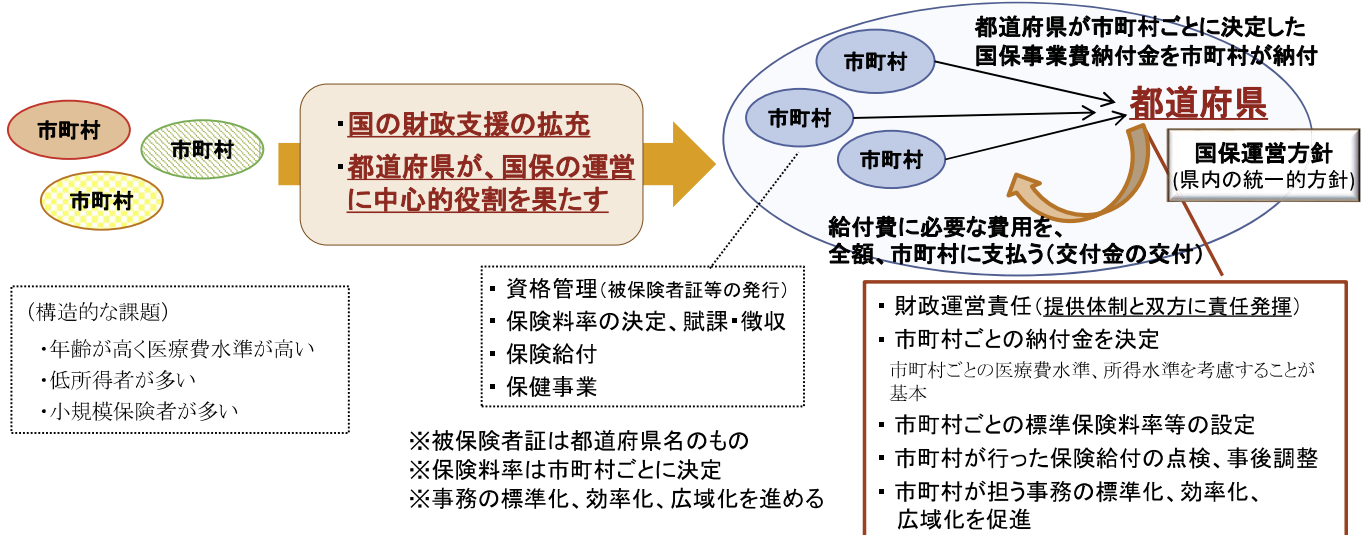 市町村
市町村
市町村
・国の財政支援の拡充
・都道府県が、国保の運営
に中心的役割を果たす
都道府県が市町村ごとに決定した
国保事業費納付金を市町村が納付
市町村
市町村
市町村
都道府県
国保運営方針
(県内の統一的方針)
給付費に必要な費用を、
全額、市町村に支払う(交付金の交付)
(構造的な課題)
・年齢が高く医療費水準が高い
・低所得者が多い
・小規模保険者が多い
・ 資格管理(被保険者証等の発行)
・ 保険料率の決定、賦課・徴収
・ 保険給付
・ 保健事業
※被保険者証は都道府県名のもの
※保険料率は市町村ごとに決定
※事務の標準化、効率化、広域化を進める
・ 財政運営責任(提供体制と双方に責任発揮)
・ 市町村ごとの納付金を決定
市町村ごとの医療費水準、所得水準を考慮することが
基本
・ 市町村ごとの標準保険料率等の設定
・ 市町村が行った保険給付の点検、事後調整
・ 市町村が担う事務の標準化、効率化、
広域化を促進